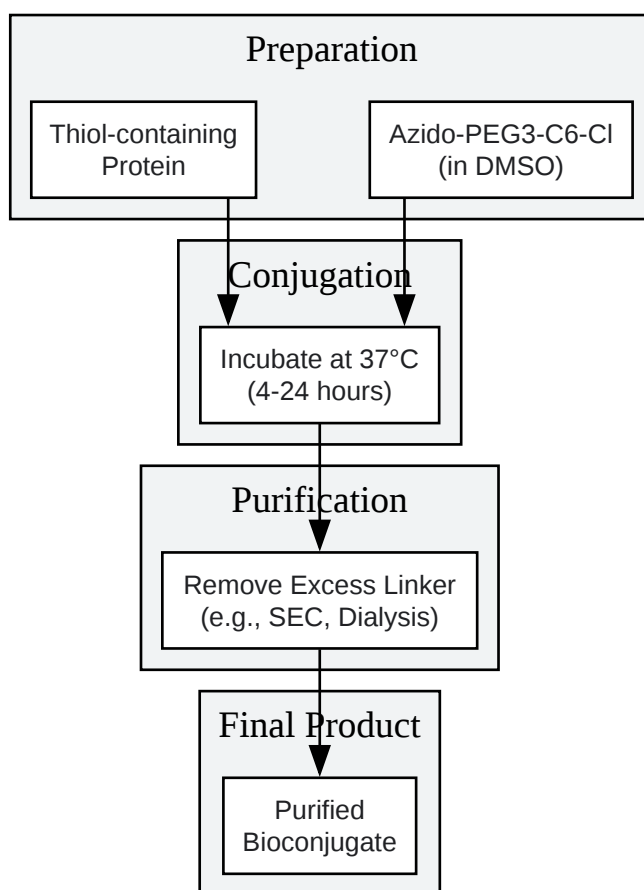 Preparation
Thiol-containing
Protein
Azido-PEG3-C6-Cl
(in DMSO)
Conjugation
Incubate at 37°C
(4-24 hours)
Purification
Remove Excess Linker
(e.g., SEC, Dialysis)
Final Product
Purified
Bioconjugate